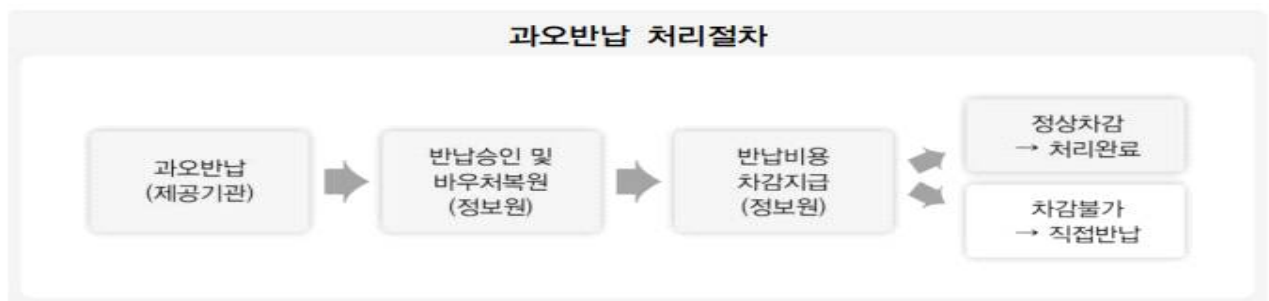 과오반납 처리절차
과오반납
(제공기관)
반납승인 및
바우처복원
(정보원)
반납비용
차감지급
(정보원)
정상차감
→ 처리완료
차감불가
→ 직접반납